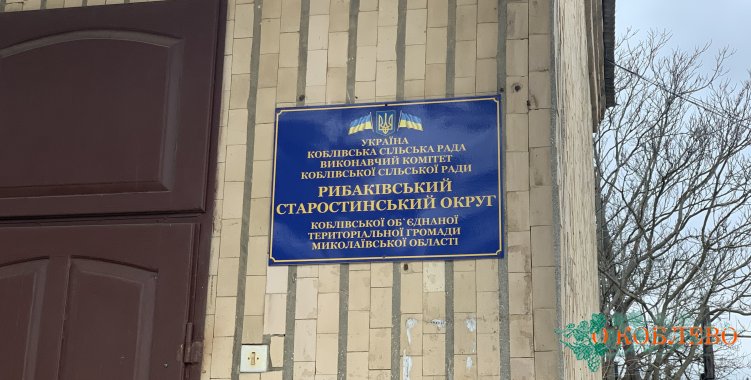 УКРАЇНА
КОБЛІВСЬКА СІЛЬСЬКА РАДА
ВИКОНАВЧИЙ КОМІТЕТ
КОБЛІВСЬКОЇ СІЛЬСЬКОЇ РАДИ
РИБАКІВСЬКИЙ
СТАРОСТИНСЬКИЙ ОКРУГ
КОБЛІВСЬКОЇ ОБ`ЄДНАНОЇ
ТЕРИТОРІАЛЬНОЇ ГРОМАДИ
МИКОЛАЇВСЬКОЇ ОБЛАСТІ
О КОБЛЕВО